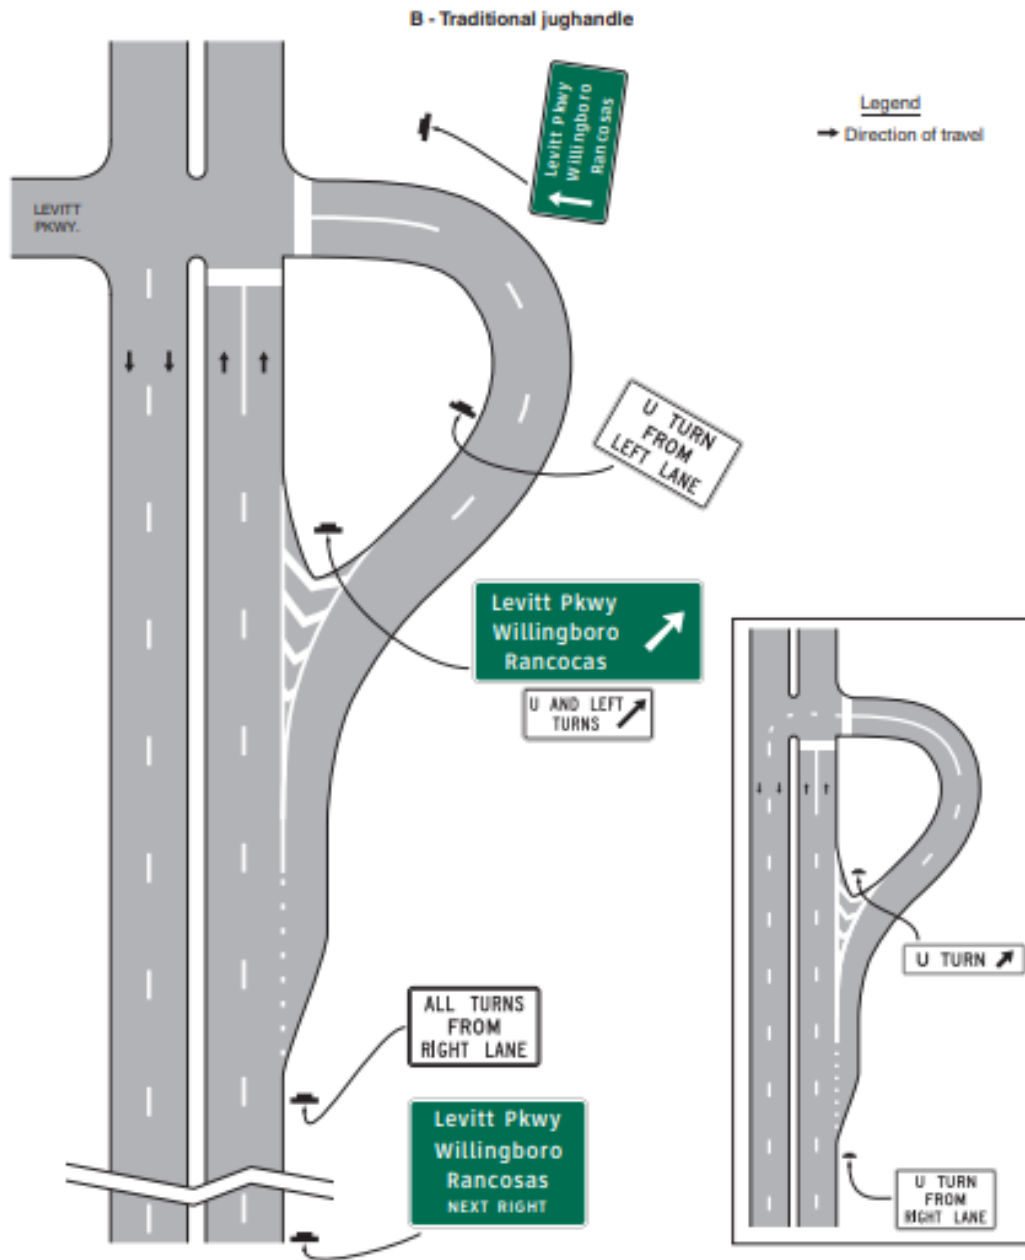 B - Traditional jughandle
Levitt Pkwy
Willingboro
Rancosas
Legend
Direction of travel
LEVITT
PKWY.
U TURN
FROM
LEFT LANE
Levitt Pkwy
Willingboro
Rancocas
U AND LEFT
TURNS
U TURN
ALL TURNS
FROM
RIGHT LANE
Levitt Pkwy
Willingboro
Rancosas
NEXT RIGHT
U TURN
FROM
RIGHT LANE